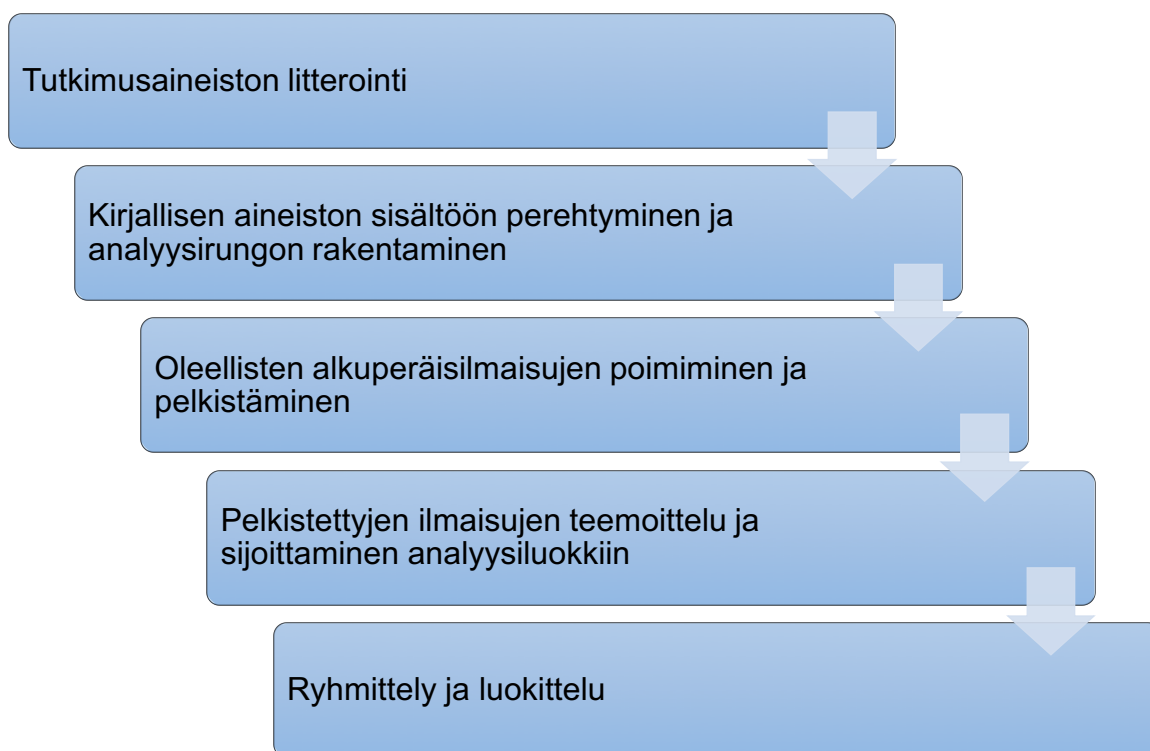 Tutkimusaineiston litterointi
Kirjallisen aineiston sisältöön perehtyminen ja
analyysirungon rakentaminen
Oleellisten alkuperäisilmaisujen poimiminen ja
pelkistäminen
Pelkistettyjen ilmaisujen teemoittelu ja
sijoittaminen analyysiluokkiin
Ryhmittely ja luokittelu